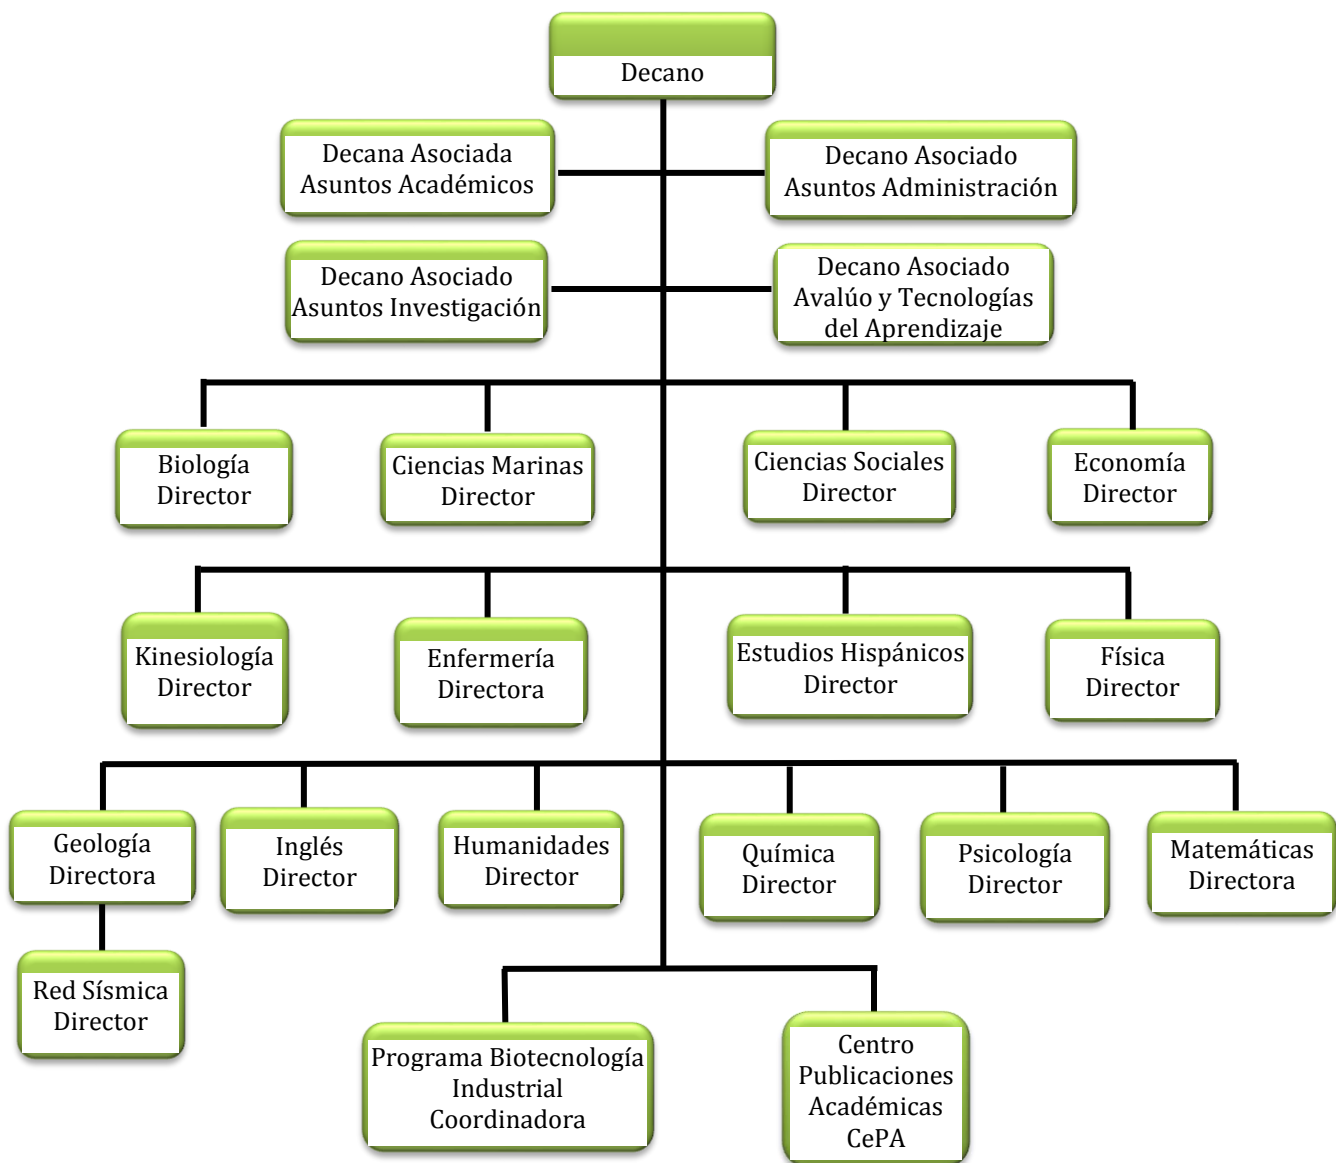 Decano
Decana Asociada
Asuntos Académicos
Decano Asociado
Asuntos Administración
Decano Asociado
Asuntos Investigación
Decano Asociado
Avalúo y Tecnologías
del Aprendizaje
Biología
Director
Ciencias Marinas
Director
Ciencias Sociales
Director
Economía
Director
Kinesiología
Director
Enfermería
Directora
Estudios Hispánicos
Director
Física
Director
Geología
Directora
Inglés
Director
Humanidades
Director
Química
Director
Psicología
Director
Matemáticas
Directora
Red Sísmica
Director
Programa Biotecnología
Industrial
Coordinadora
Centro
Publicaciones
Académicas
CePA